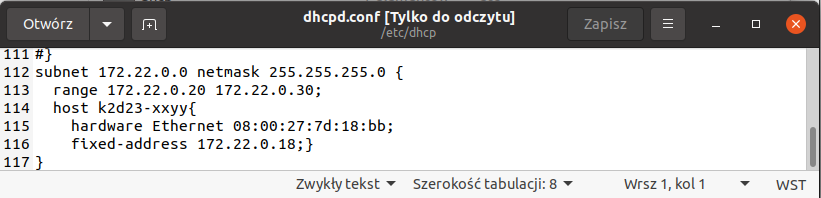 Otwórz
dhcpd.conf [Tylko do odczytu]
/etc/dhcp
Zapisz
111 #}
112 subnet 172.22.0.0 netmask 255.255.255.0 {
113   range 172.22.0.20 172.22.0.30;
114   host k2d23-xxyy{
115     hardware Ethernet 08:00:27:7d:18:bb;
116     fixed-address 172.22.0.18;}
117 }
Zwykły tekst Szerokość tabulacji: 8 Wrsz 1, kol 1 WST